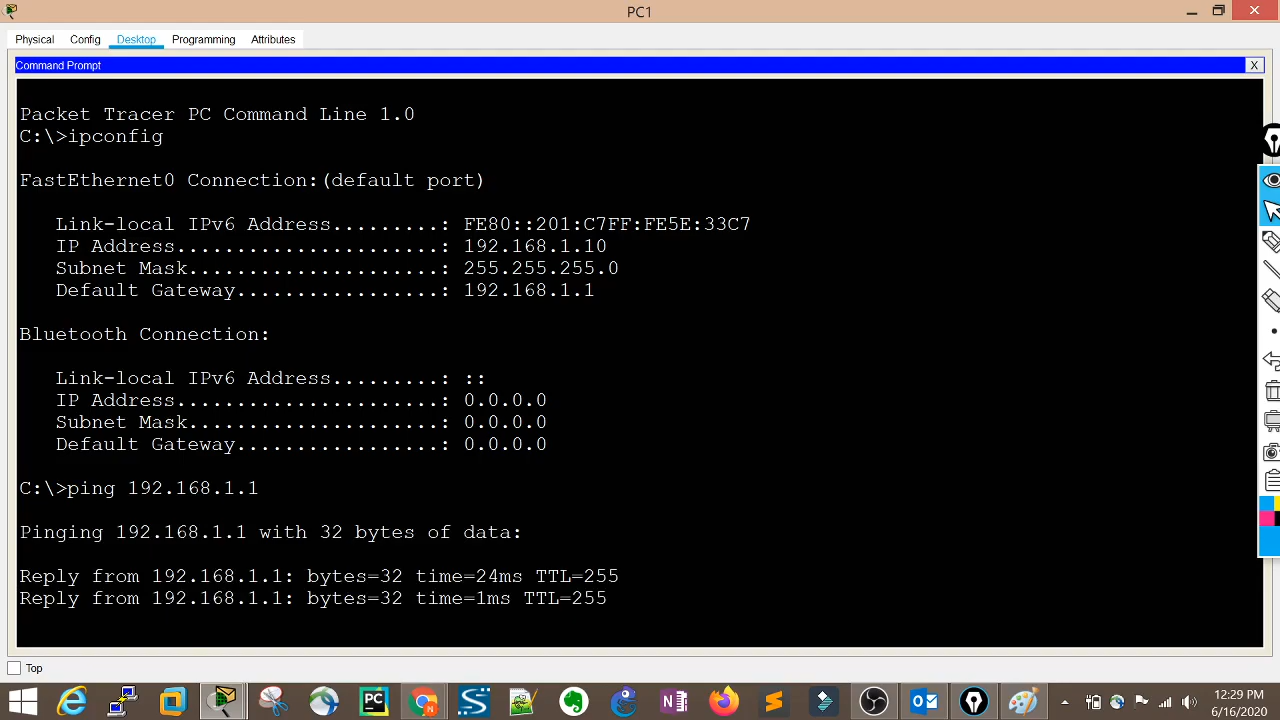 PC1
Physical Config Desktop Programming Attributes
Command Prompt
X
Packet Tracer PC Command Line 1.0
C:\>ipconfig
FastEthernet0 Connection:(default port)
Link-local IPv6 Address.........: FE80::201:C7FF:FE5E:33C7
IP Address......................: 192.168.1.10
Subnet Mask.....................: 255.255.255.0
Default Gateway.................: 192.168.1.1
Bluetooth Connection:
Link-local IPv6 Address.........: ::
IP Address......................: 0.0.0.0
Subnet Mask.....................: 0.0.0.0
Default Gateway.................: 0.0.0.0
C:\>ping 192.168.1.1
Pinging 192.168.1.1 with 32 bytes of data:
Reply from 192.168.1.1: bytes=32 time=24ms TTL=255
Reply from 192.168.1.1: bytes=32 time=1ms TTL=255
Top
12:29 PM
6/16/2020